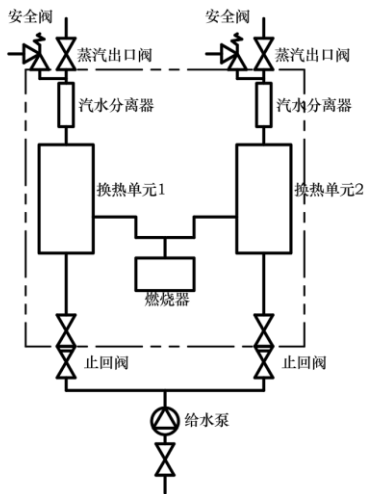 安全阀
安全阀
蒸汽出口阀
蒸汽出口阀
汽水分离器
汽水分离器
换热单元1
换热单元2
燃烧器
止回阀
止回阀
给水泵